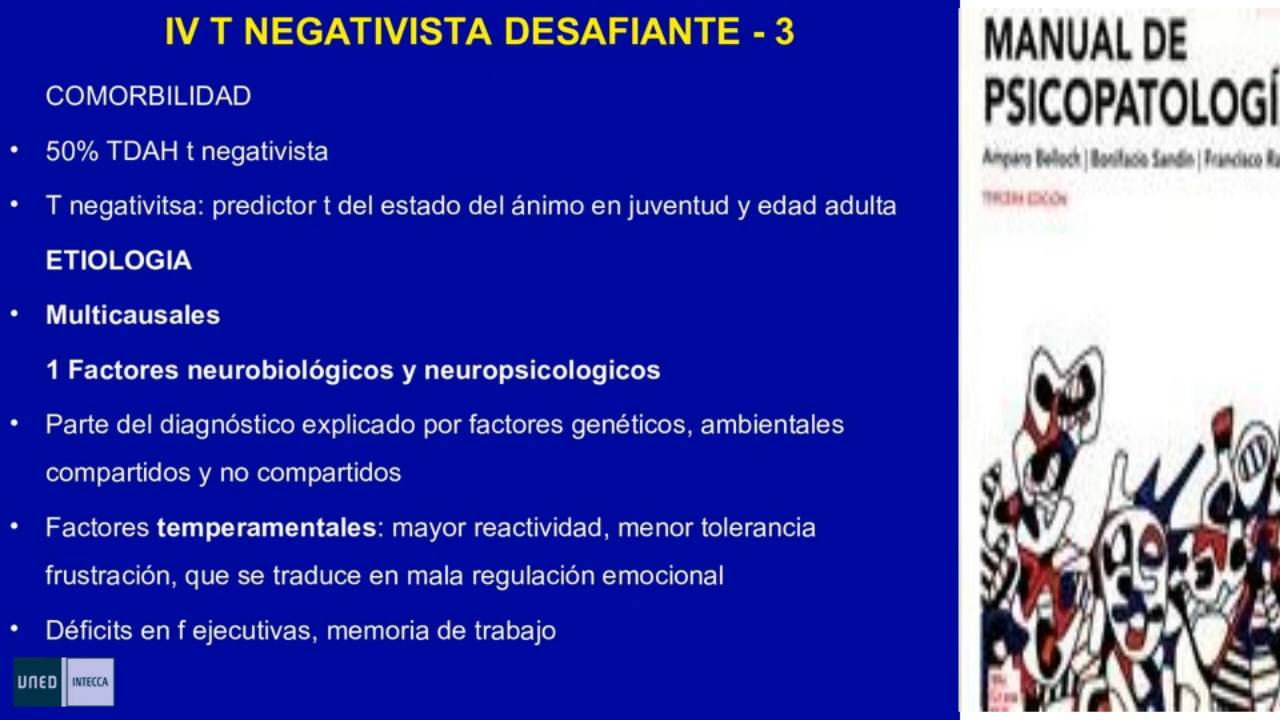 IV T NEGATIVISTA DESAFIANTE - 3
COMORBILIDAD
• 50% TDAH t negativista
• T negativitsa: predictor t del estado del ánimo en juventud y edad adulta
ETIOLOGIA
• Multicausales
1 Factores neurobiológicos y neuropsicologicos
• Parte del diagnóstico explicado por factores genéticos, ambientales
compartidos y no compartidos
• Factores temperamentales: mayor reactividad, menor tolerancia
frustración, que se traduce en mala regulación emocional
• Déficits en f ejecutivas, memoria de trabajo
UNED INTECCA
MANUAL DE
PSICOPATOLOGÍ
Amparo Belloch | Bonifacio Sandín | Francisco Ra
TERCERA EDICIÓN